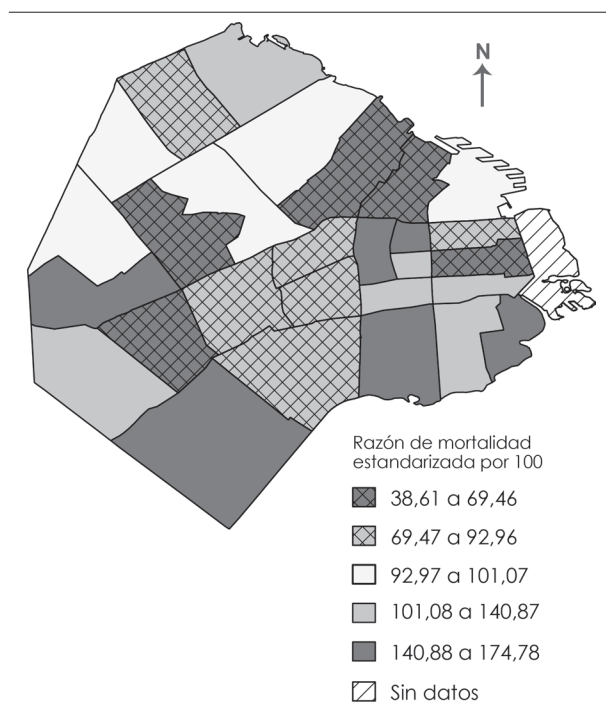 N
Razón de mortalidad
estandarizada por 100
38,61 a 69,46
69,47 a 92,96
92,97 a 101,07
101,08 a 140,87
140,88 a 174,78
Sin datos